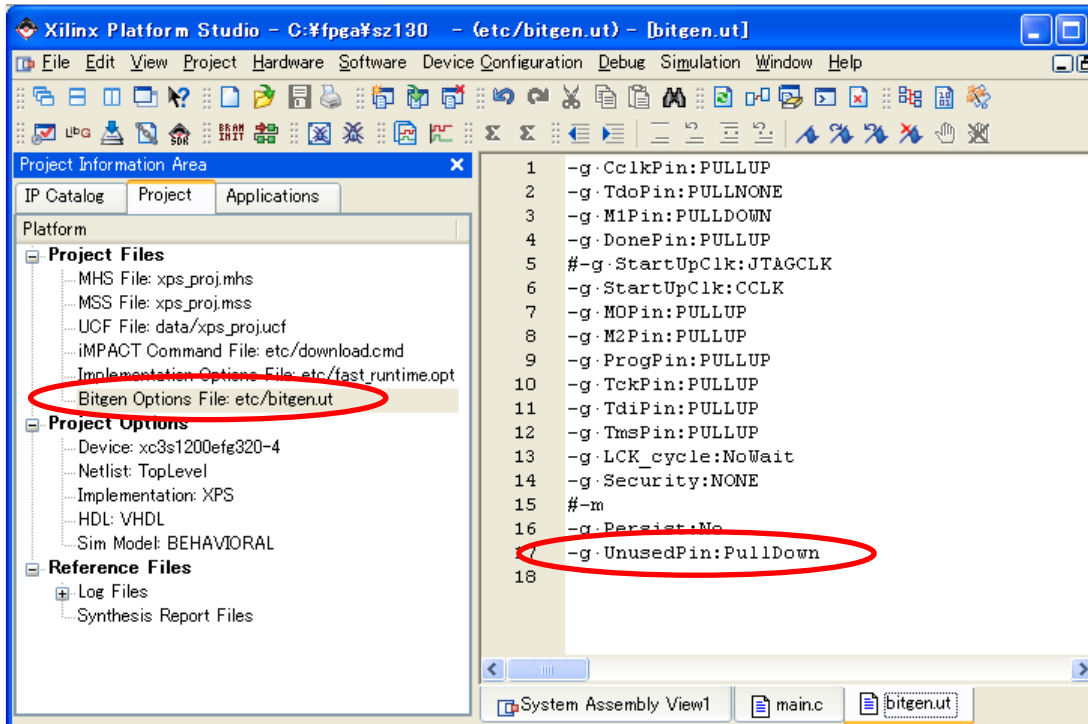 Xilinx Platform Studio - C:¥fpga¥sz130 - (etc/bitgen.ut) - [bitgen.ut]
File Edit View Project Hardware Software Device Configuration Debug Simulation Window Help
Project Information Area
IP Catalog Project Applications
Platform
Project Files
MHS File: xps_proj.mhs
MSS File: xps_proj.mss
UCF File: data/xps_proj.ucf
iMPACT Command File: etc/download.cmd
Implementation Options File: etc/fast_runtime.opt
Bitgen Options File: etc/bitgen.ut
Project Options
Device: xc3s1200efg320-4
Netlist: TopLevel
Implementation: XPS
HDL: VHDL
Sim Model: BEHAVIORAL
Reference Files
Log Files
Synthesis Report Files
1 -g·CclkPin:PULLUP
2 -g·TdoPin:PULLNONE
3 -g·M1Pin:PULLDOWN
4 -g·DonePin:PULLUP
5 #-g·StartUpClk:JTAGCLK
6 -g·StartUpClk:CCLK
7 -g·M0Pin:PULLUP
8 -g·M2Pin:PULLUP
9 -g·ProgPin:PULLUP
10 -g·TckPin:PULLUP
11 -g·TdiPin:PULLUP
12 -g·TmsPin:PULLUP
13 -g·LCK_cycle:NoWait
14 -g·Security:NONE
15 #-m
16 -g·Persist:No
17 -g·UnusedPin:PullDown
18
System Assembly View1 main.c bitgen.ut